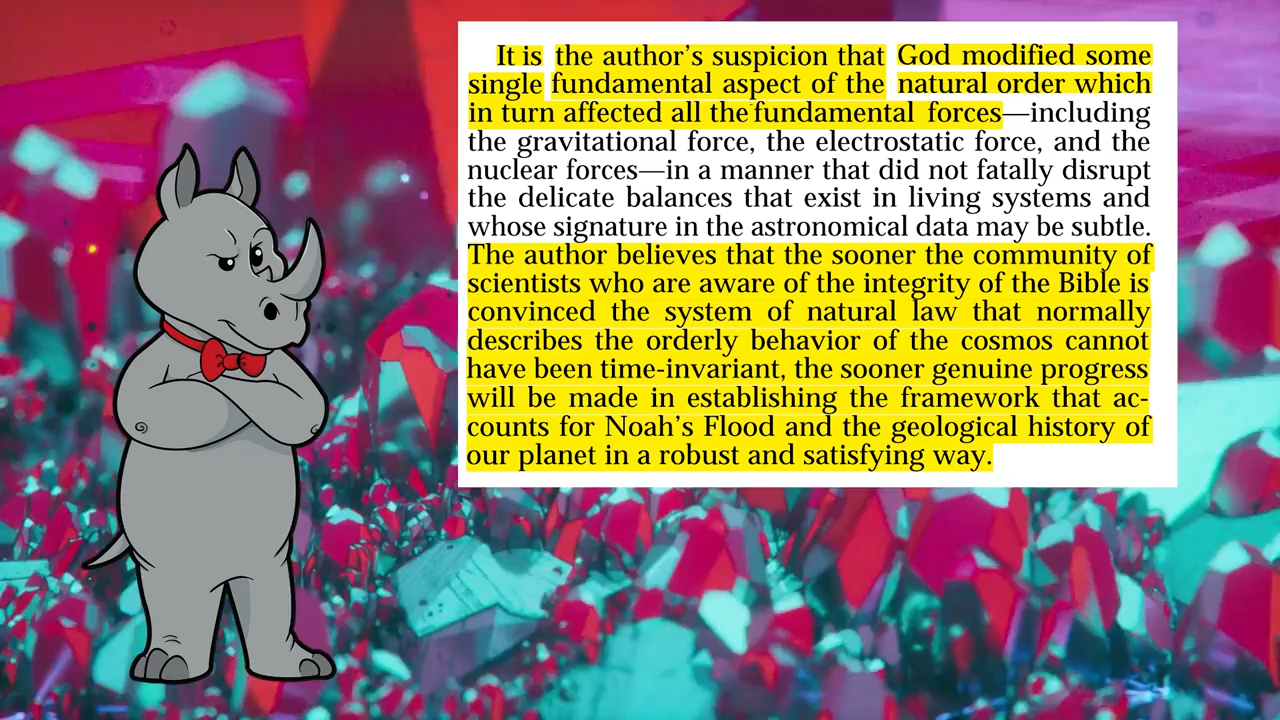 It is the author's suspicion that God modified some
single fundamental aspect of the natural order which
in turn affected all the fundamental forces—including
the gravitational force, the electrostatic force, and the
nuclear forces—in a manner that did not fatally disrupt
the delicate balances that exist in living systems and
whose signature in the astronomical data may be subtle.
The author believes that the sooner the community of
scientists who are aware of the integrity of the Bible is
convinced the system of natural law that normally
describes the orderly behavior of the cosmos cannot
have been time-invariant, the sooner genuine progress
will be made in establishing the framework that ac-
counts for Noah's Flood and the geological history of
our planet in a robust and satisfying way.